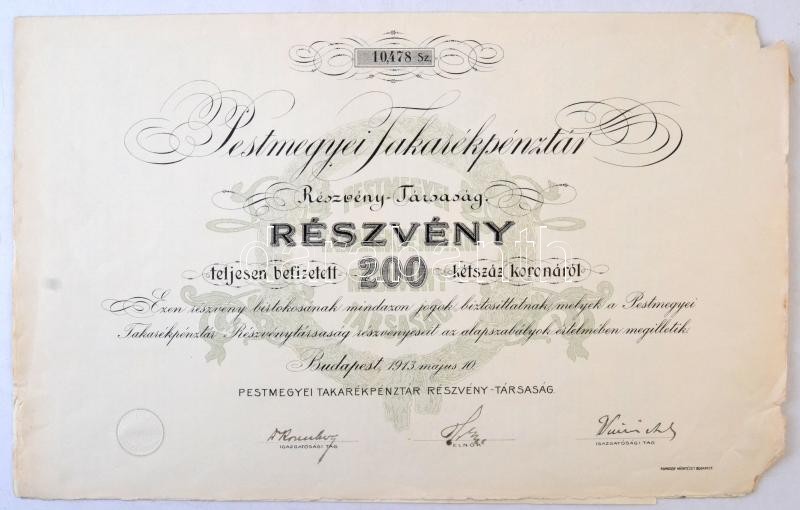 10,478 Sz.
Pestmegyei Takarékpénztár
Részvény-Társaság.
RÉSZVÉNY
teljesen befizetett 200 kétszáz koronáról
Ezen részvény birtokosának mindazon jogok biztosíttatnak, melyek a Pestmegyei
Takarékpénztár Részvénytársaság részvényeseit az alapszabályok értelmében megilletik.
Budapest, 1913. május 10.
PESTMEGYEI TAKARÉKPÉNZTÁR RÉSZVÉNY-TÁRSASÁG.
IGAZGATÓSÁGI TAG. ELNÖK. IGAZGATÓSÁGI TAG.